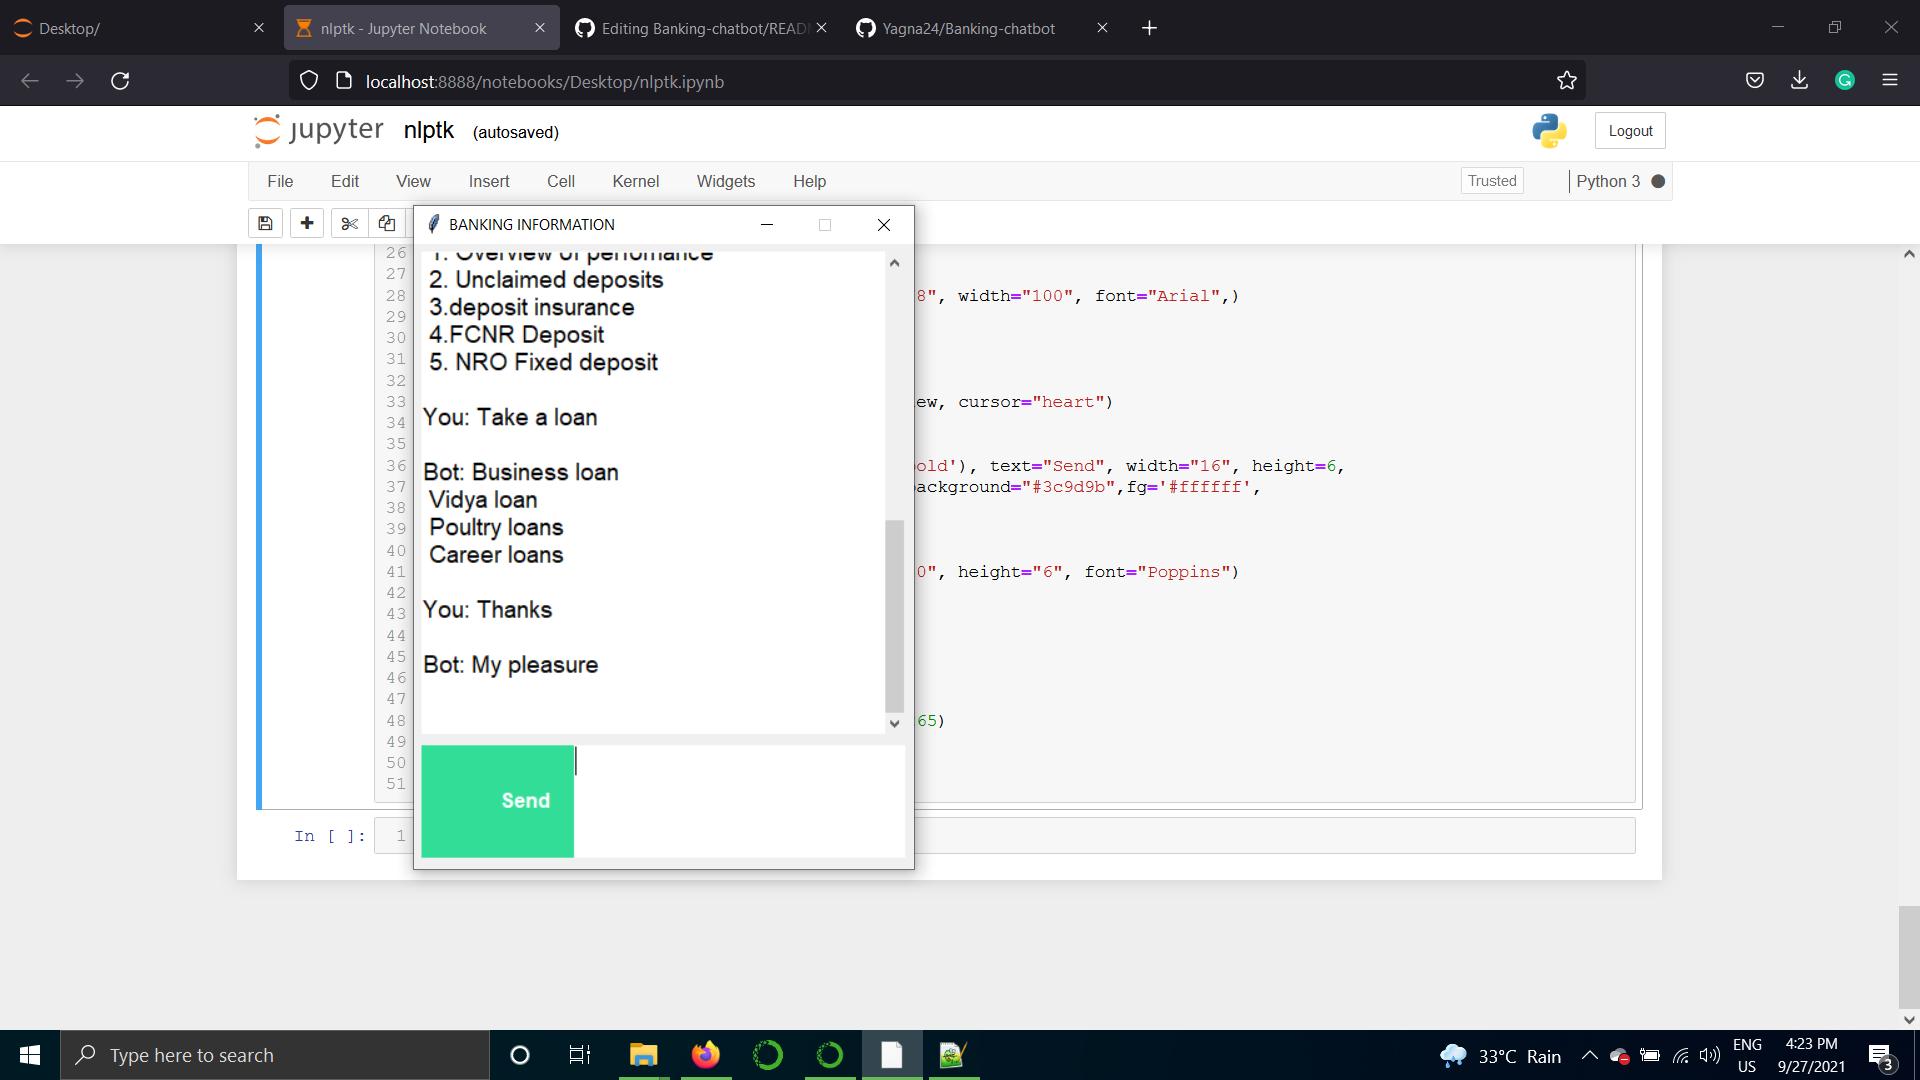 Desktop/
nlptk - Jupyter Notebook
Editing Banking-chatbot/READ
Yagna24/Banking-chatbot
localhost:8888/notebooks/Desktop/nlptk.ipynb
jupyter nlptk (autosaved)
Logout
File Edit View Insert Cell Kernel Widgets Help
Trusted
Python 3
BANKING INFORMATION
1. Overview of perfomance
2. Unclaimed deposits
3.deposit insurance
4.FCNR Deposit
5. NRO Fixed deposit
You: Take a loan
Bot: Business loan
Vidya loan
Poultry loans
Career loans
You: Thanks
Bot: My pleasure
Send
26
27
28 8", width="100", font="Arial",)
29
30
31
32
33 ew, cursor="heart")
34
35
36 old'), text="Send", width="16", height=6,
37 ackground="#3c9d9b",fg='#ffffff',
38
39
40
41 0", height="6", font="Poppins")
42
43
44
45
46
47
48 65)
49
50
51
In [ ]: 1
Type here to search
33°C Rain
ENG
US
4:23 PM
9/27/2021
3